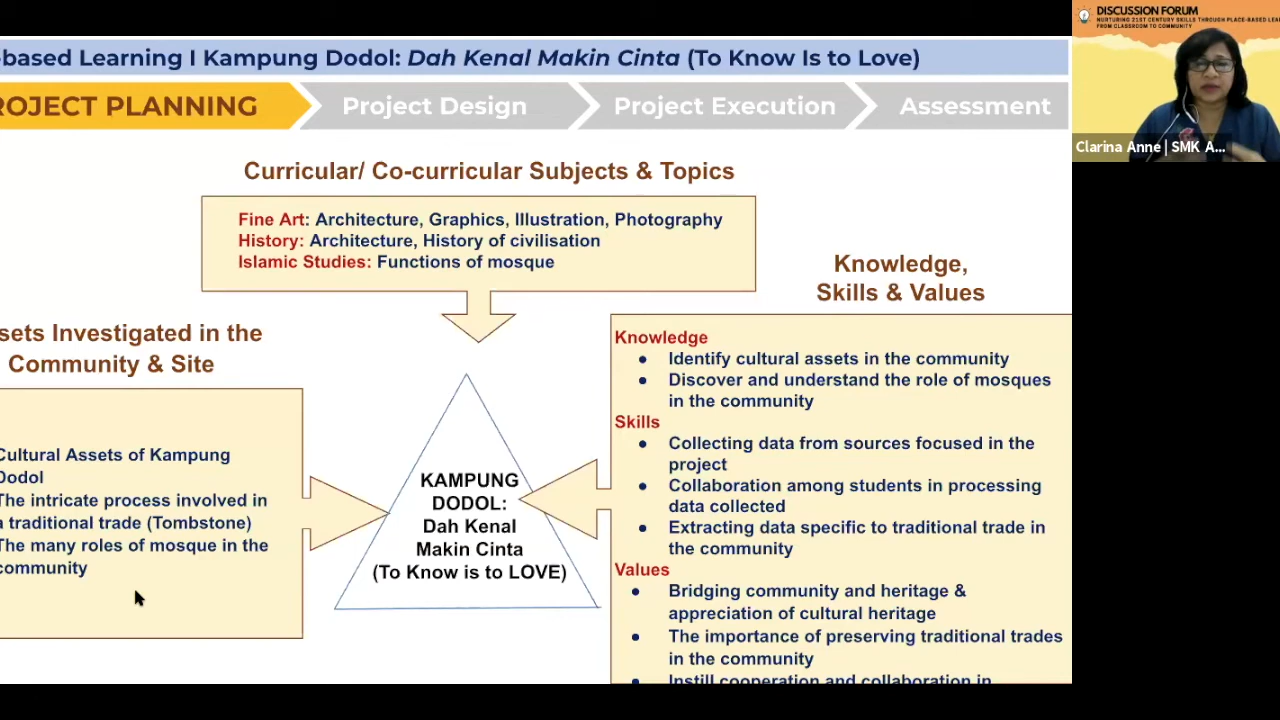 -based Learning I Kampung Dodol: Dah Kenal Makin Cinta (To Know Is to Love)
ROJECT PLANNING
Project Design
Project Execution
Assessment
Curricular/ Co-curricular Subjects & Topics
Fine Art: Architecture, Graphics, Illustration, Photography
History: Architecture, History of civilisation
Islamic Studies: Functions of mosque
sets Investigated in the
Community & Site
Cultural Assets of Kampung
Dodol
The intricate process involved in
a traditional trade (Tombstone)
The many roles of mosque in the
community
KAMPUNG
DODOL:
Dah Kenal
Makin Cinta
(To Know is to LOVE)
Knowledge,
Skills & Values
Knowledge
● Identify cultural assets in the community
● Discover and understand the role of mosques
in the community
Skills
● Collecting data from sources focused in the
project
● Collaboration among students in processing
data collected
● Extracting data specific to traditional trade in
the community
Values
● Bridging community and heritage &
appreciation of cultural heritage
● The importance of preserving traditional trades
in the community
● Instill cooperation and collaboration in
DISCUSSION FORUM
NURTURING 21ST CENTURY SKILLS THROUGH PLACE-BASED LEA
FROM CLASSROOM TO COMMUNITY
Clarina Anne | SMK A...